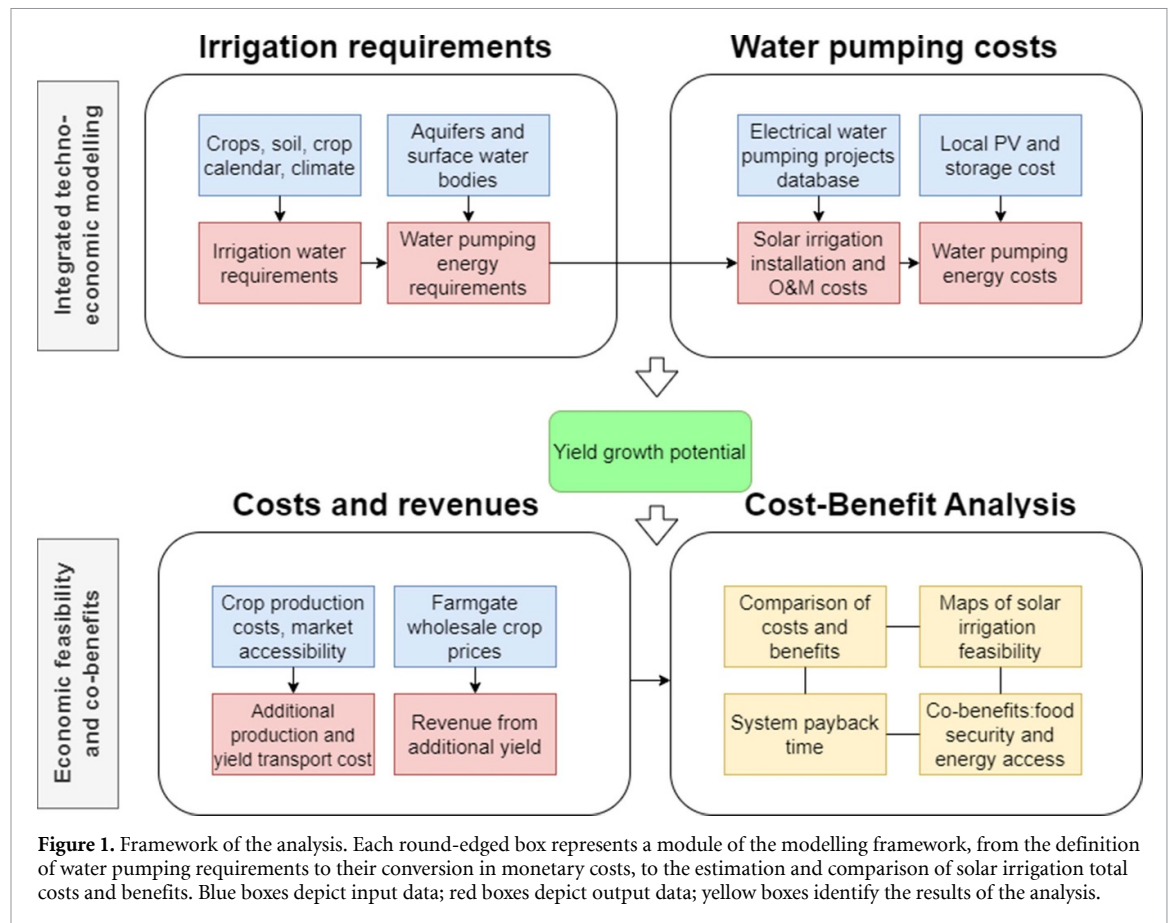 Irrigation requirements
Water pumping costs
Integrated techno-
economic modelling
Crops, soil, crop
calendar, climate
Aquifers and
surface water
bodies
Electrical water
pumping projects
database
Local PV and
storage cost
Irrigation water
requirements
Water pumping
energy
requirements
Solar irrigation
installation and
O&M costs
Water pumping
energy costs
Yield growth potential
Costs and revenues
Cost-Benefit Analysis
Economic feasibility
and co-benefits
Crop production
costs, market
accessibility
Farmgate
wholesale crop
prices
Comparison of
costs and
benefits
Maps of solar
irrigation
feasibility
Additional
production and
yield transport cost
Revenue from
additional yield
System payback
time
Co-benefits:food
security and
energy access
Figure 1. Framework of the analysis. Each round-edged box represents a module of the modelling framework, from the definition
of water pumping requirements to their conversion in monetary costs, to the estimation and comparison of solar irrigation total
costs and benefits. Blue boxes depict input data; red boxes depict output data; yellow boxes identify the results of the analysis.